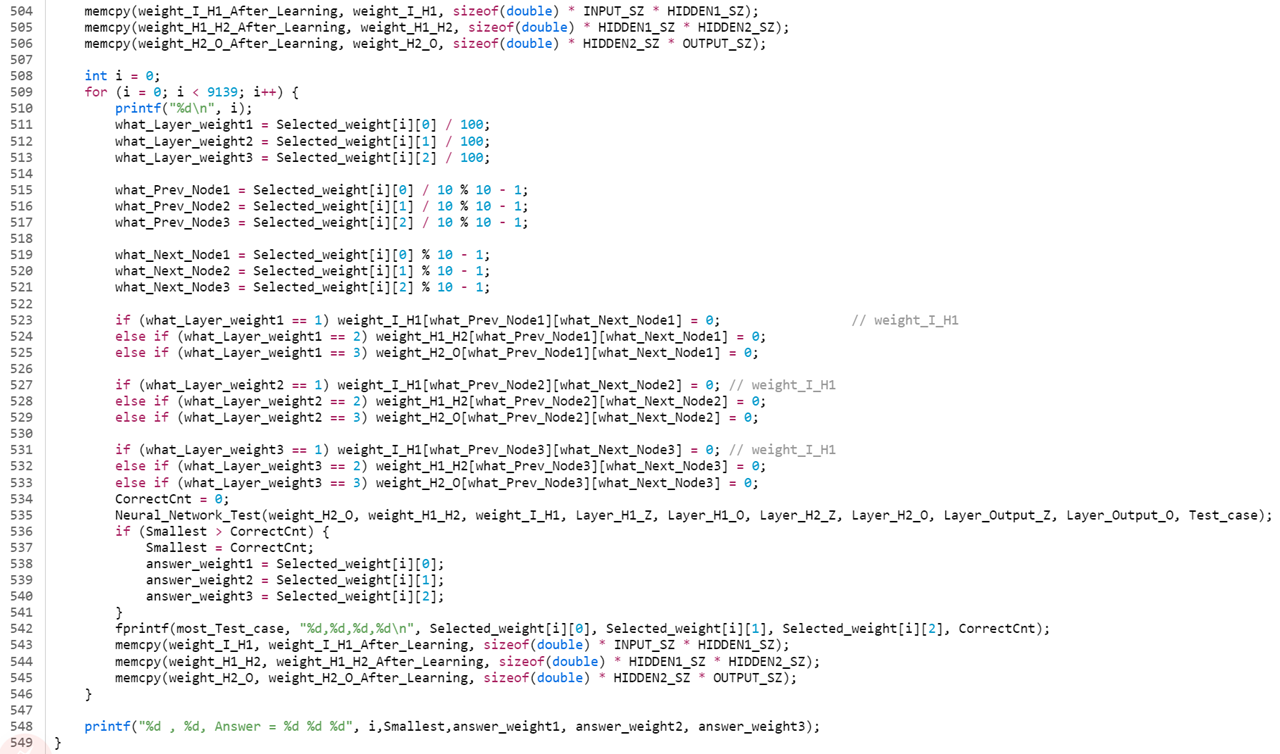 504 memcpy(weight_I_H1_After_Learning, weight_I_H1, sizeof(double) * INPUT_SZ * HIDDEN1_SZ);
505 memcpy(weight_H1_H2_After_Learning, weight_H1_H2, sizeof(double) * HIDDEN1_SZ * HIDDEN2_SZ);
506 memcpy(weight_H2_O_After_Learning, weight_H2_O, sizeof(double) * HIDDEN2_SZ * OUTPUT_SZ);
507
508 int i = 0;
509 for (i = 0; i < 9139; i++) {
510 printf("%d\n", i);
511 what_Layer_weight1 = Selected_weight[i][0] / 100;
512 what_Layer_weight2 = Selected_weight[i][1] / 100;
513 what_Layer_weight3 = Selected_weight[i][2] / 100;
514
515 what_Prev_Node1 = Selected_weight[i][0] / 10 % 10 - 1;
516 what_Prev_Node2 = Selected_weight[i][1] / 10 % 10 - 1;
517 what_Prev_Node3 = Selected_weight[i][2] / 10 % 10 - 1;
518
519 what_Next_Node1 = Selected_weight[i][0] % 10 - 1;
520 what_Next_Node2 = Selected_weight[i][1] % 10 - 1;
521 what_Next_Node3 = Selected_weight[i][2] % 10 - 1;
522
523 if (what_Layer_weight1 == 1) weight_I_H1[what_Prev_Node1][what_Next_Node1] = 0; // weight_I_H1
524 else if (what_Layer_weight1 == 2) weight_H1_H2[what_Prev_Node1][what_Next_Node1] = 0;
525 else if (what_Layer_weight1 == 3) weight_H2_O[what_Prev_Node1][what_Next_Node1] = 0;
526
527 if (what_Layer_weight2 == 1) weight_I_H1[what_Prev_Node2][what_Next_Node2] = 0; // weight_I_H1
528 else if (what_Layer_weight2 == 2) weight_H1_H2[what_Prev_Node2][what_Next_Node2] = 0;
529 else if (what_Layer_weight2 == 3) weight_H2_O[what_Prev_Node2][what_Next_Node2] = 0;
530
531 if (what_Layer_weight3 == 1) weight_I_H1[what_Prev_Node3][what_Next_Node3] = 0; // weight_I_H1
532 else if (what_Layer_weight3 == 2) weight_H1_H2[what_Prev_Node3][what_Next_Node3] = 0;
533 else if (what_Layer_weight3 == 3) weight_H2_O[what_Prev_Node3][what_Next_Node3] = 0;
534 CorrectCnt = 0;
535 Neural_Network_Test(weight_H2_O, weight_H1_H2, weight_I_H1, Layer_H1_Z, Layer_H1_O, Layer_H2_Z, Layer_H2_O, Layer_Output_Z, Layer_Output_O, Test_case);
536 if (Smallest > CorrectCnt) {
537 Smallest = CorrectCnt;
538 answer_weight1 = Selected_weight[i][0];
539 answer_weight2 = Selected_weight[i][1];
540 answer_weight3 = Selected_weight[i][2];
541 }
542 fprintf(most_Test_case, "%d,%d,%d,%d\n", Selected_weight[i][0], Selected_weight[i][1], Selected_weight[i][2], CorrectCnt);
543 memcpy(weight_I_H1, weight_I_H1_After_Learning, sizeof(double) * INPUT_SZ * HIDDEN1_SZ);
544 memcpy(weight_H1_H2, weight_H1_H2_After_Learning, sizeof(double) * HIDDEN1_SZ * HIDDEN2_SZ);
545 memcpy(weight_H2_O, weight_H2_O_After_Learning, sizeof(double) * HIDDEN2_SZ * OUTPUT_SZ);
546 }
547
548 printf("%d , %d, Answer = %d %d %d", i,Smallest,answer_weight1, answer_weight2, answer_weight3);
549 }